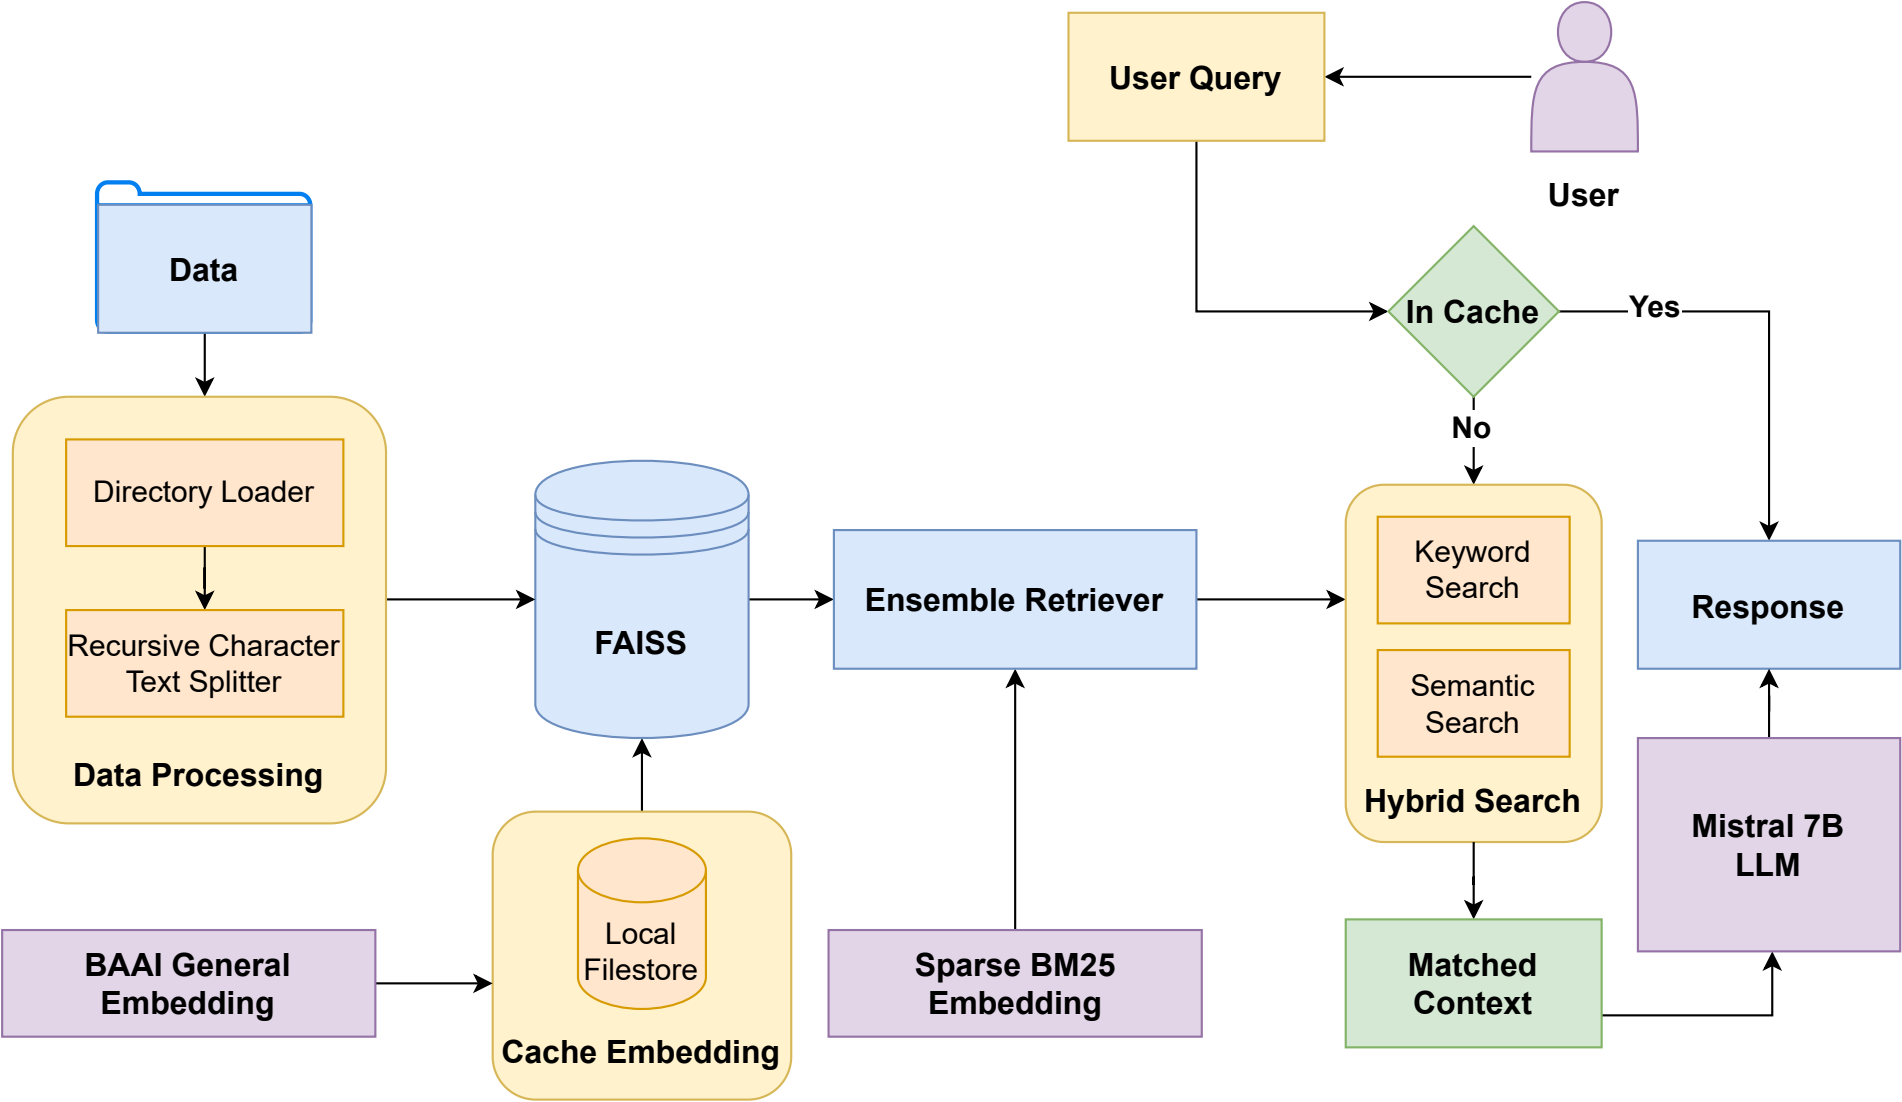 User Query
User
Data
In Cache
Yes
No
Directory Loader
Recursive Character
Text Splitter
Data Processing
FAISS
Ensemble Retriever
Keyword
Search
Semantic
Search
Hybrid Search
Response
Mistral 7B
LLM
BAAI General
Embedding
Local
Filestore
Cache Embedding
Sparse BM25
Embedding
Matched
Context